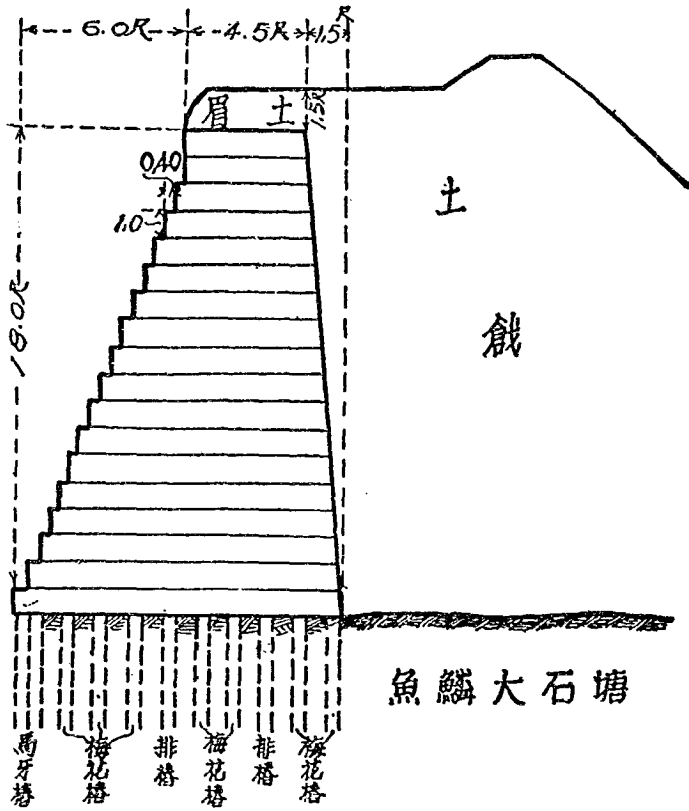 6.0尺
4.5尺
1.5尺
眉土
1.5尺
0.40
尺
1.0尺
18.0尺
土戧
魚鱗大石塘
馬牙樁
梅花樁
排樁
梅花樁
排樁
梅花樁